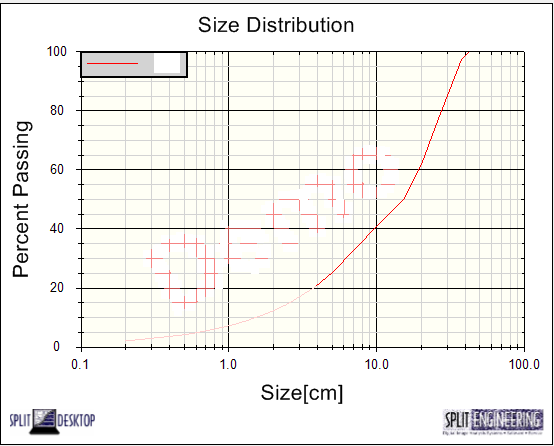 Size Distribution
100
80
60
40
20
0
Percent Passing
0.1 1.0 10.0 100.0
Size[cm]
SPLIT DESKTOP
SPLIT ENGINEERING